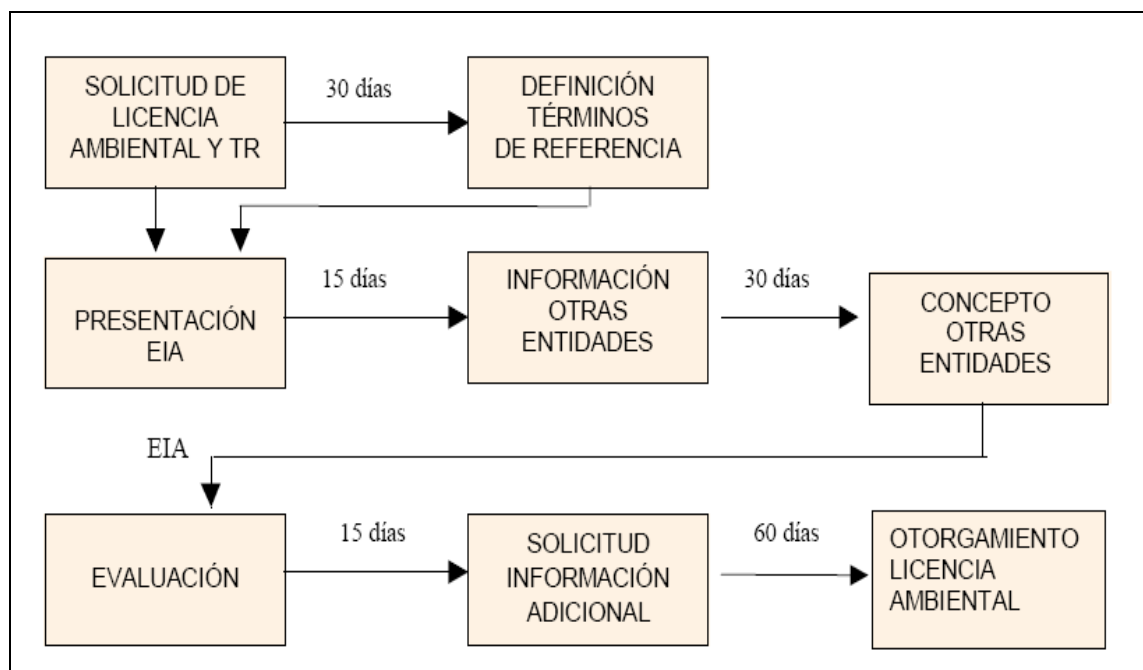 SOLICITUD DE
LICENCIA
AMBIENTAL Y TR
30 días
DEFINICIÓN
TÉRMINOS
DE REFERENCIA
PRESENTACIÓN
EIA
15 días
INFORMACIÓN
OTRAS
ENTIDADES
30 días
CONCEPTO
OTRAS
ENTIDADES
EIA
EVALUACIÓN
15 días
SOLICITUD
INFORMACIÓN
ADICIONAL
60 días
OTORGAMIENTO
LICENCIA
AMBIENTAL